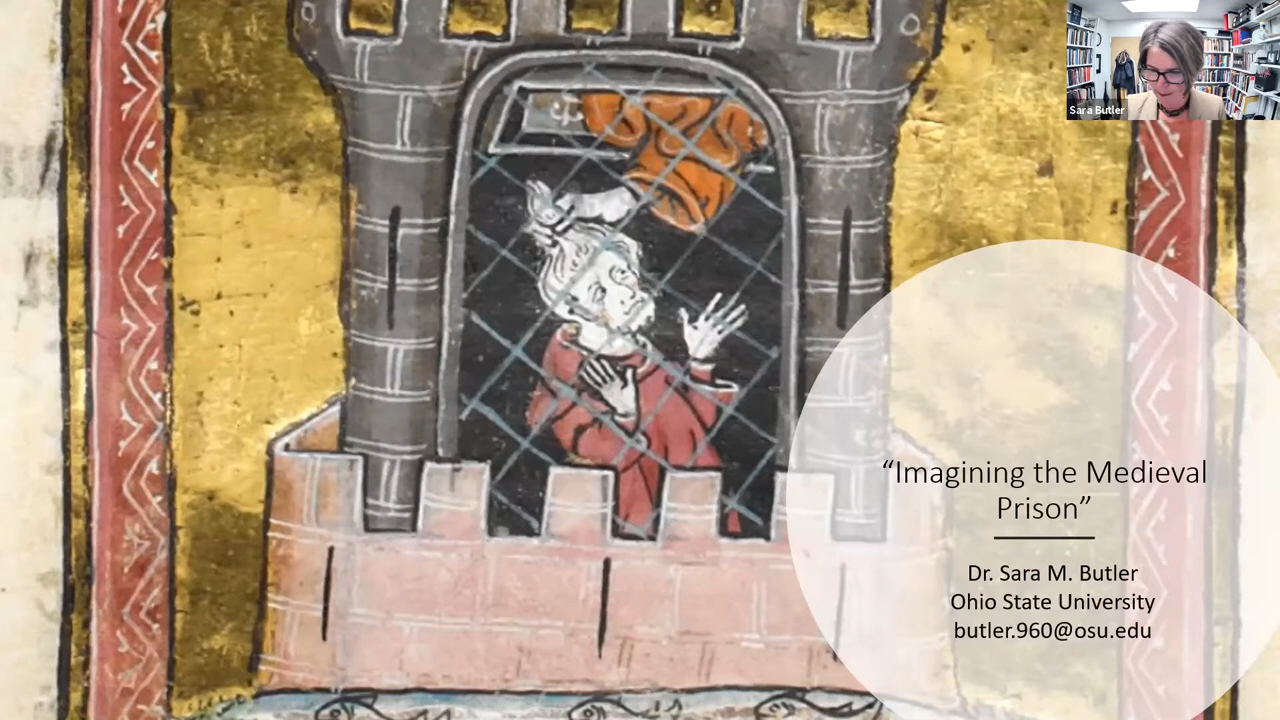 Sara Butler
“Imagining the Medieval
Prison”
Dr. Sara M. Butler
Ohio State University
butler.960@osu.edu